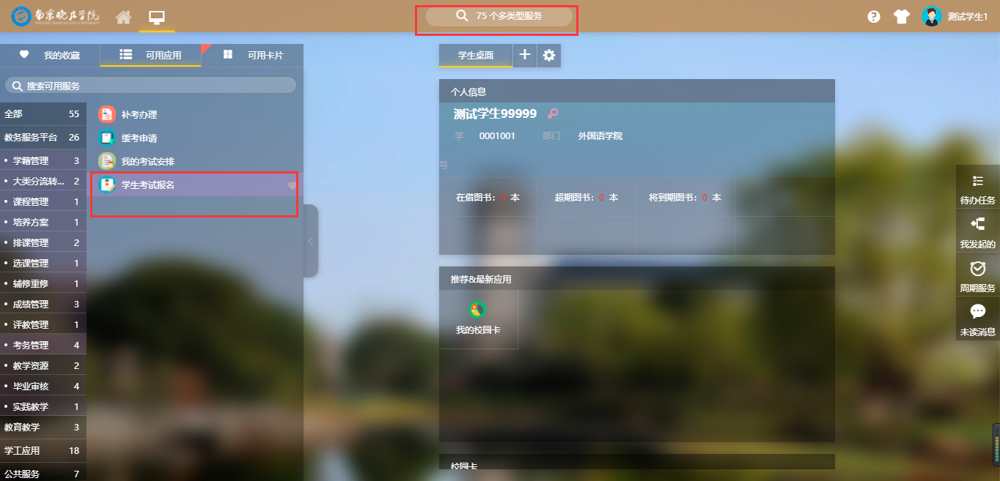 南京晓庄学院
75 个多类型服务
测试学生1
我的收藏
可用应用
可用卡片
搜索可用服务
全部 55
教务服务平台 26
• 学籍管理 3
• 大类分流转... 2
• 课程管理 1
• 培养方案 1
• 排课管理 2
• 选课管理 1
• 辅修重修 1
• 成绩管理 3
• 评教管理 1
• 考务管理 4
• 教学资源 2
• 毕业审核 4
• 实践教学 1
教育教学 3
学工应用 18
公共服务 7
补考办理
缓考申请
我的考试安排
学生考试报名
学生桌面
个人信息
测试学生99999
学 0001001 部门 外国语学院
号
在借图书: 0 本 超期图书: 0 本 将到期图书: 0 本
推荐&最新应用
我的校园卡
校园卡
待办任务
我发起的
周期服务
未读消息